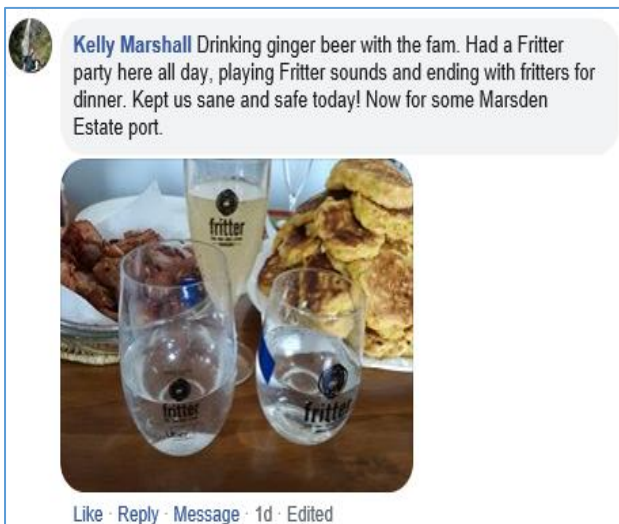 Kelly Marshall Drinking ginger beer with the fam. Had a Fritter
party here all day, playing Fritter sounds and ending with fritters for
dinner. Kept us sane and safe today! Now for some Marsden
Estate port.
fritter
fritter
fritter
Like · Reply · Message · 1d · Edited